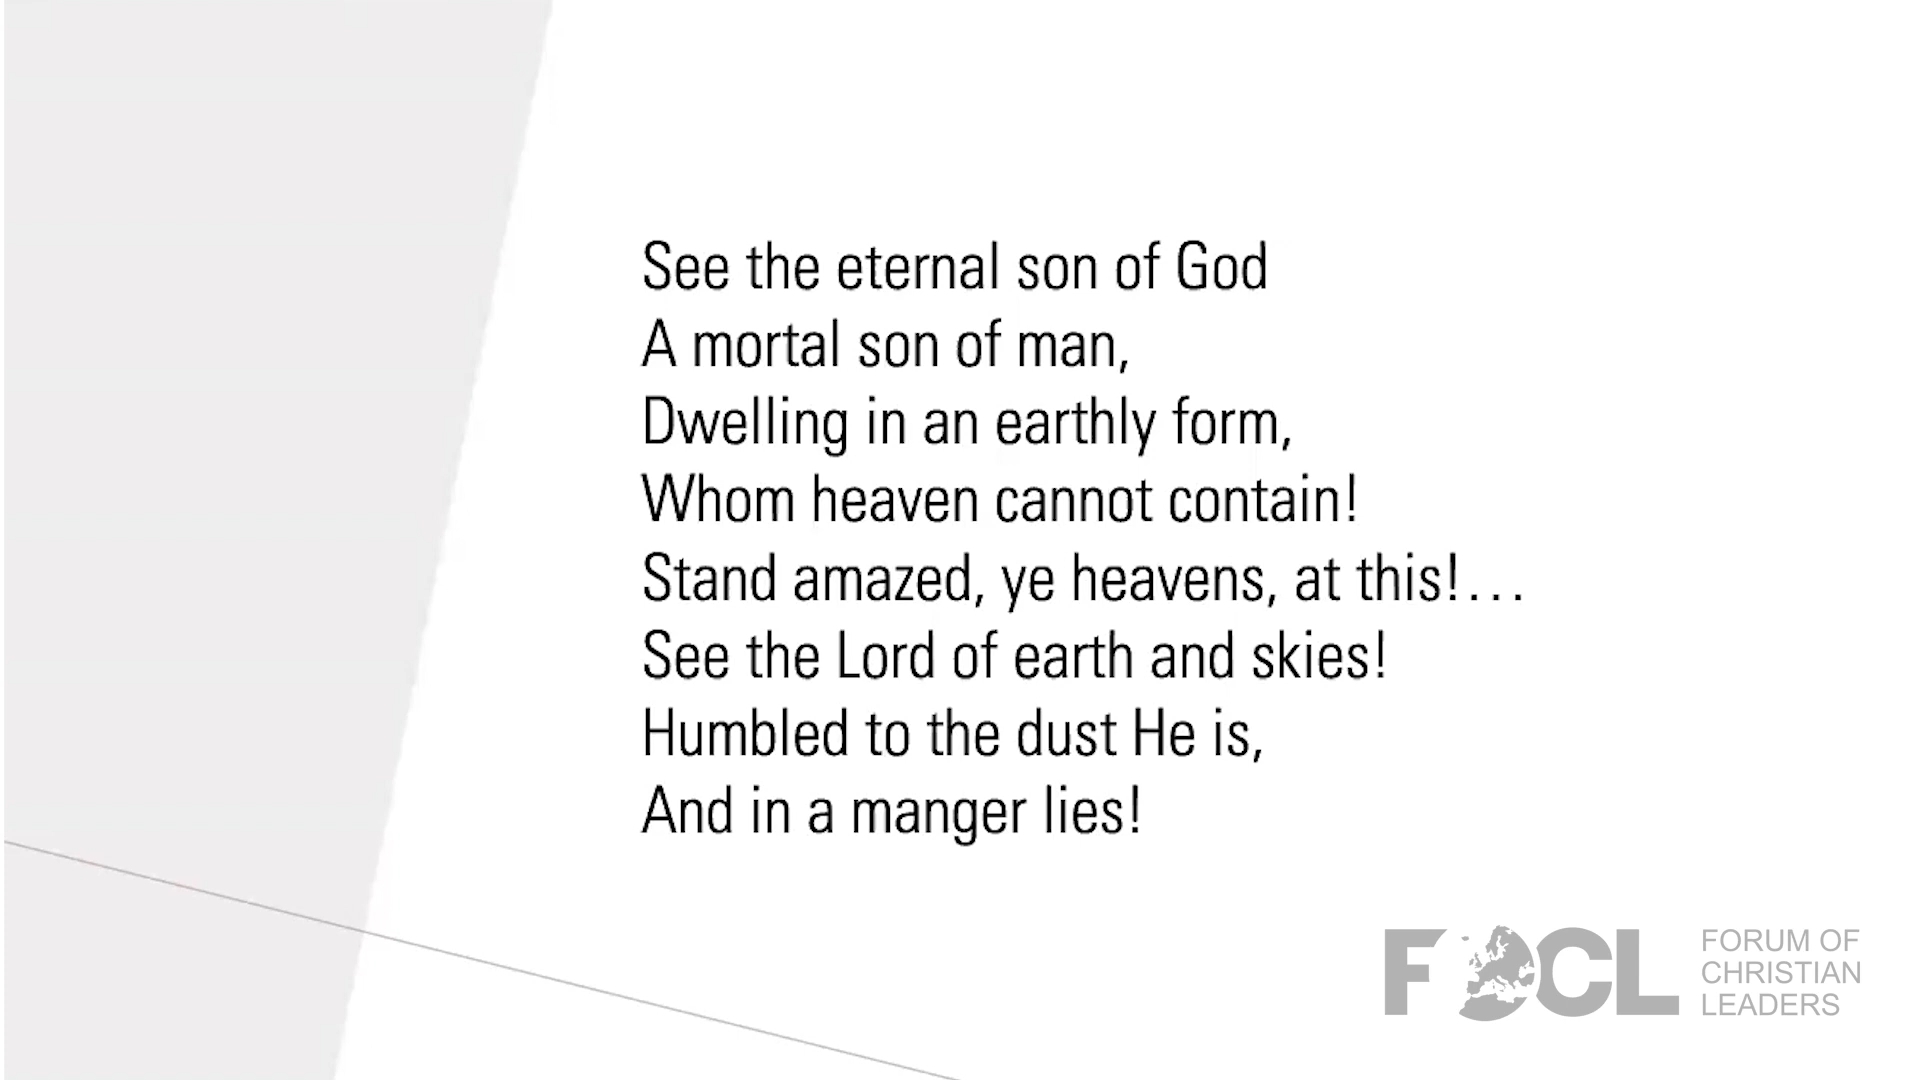 See the eternal son of God
A mortal son of man,
Dwelling in an earthly form,
Whom heaven cannot contain!
Stand amazed, ye heavens, at this!…
See the Lord of earth and skies!
Humbled to the dust He is,
And in a manger lies!
FOCL
FORUM OF
CHRISTIAN
LEADERS